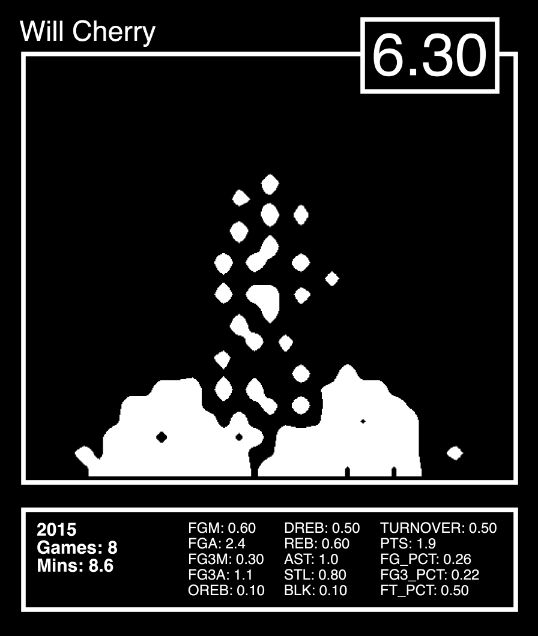 Will Cherry
6.30
2015
Games: 8
Mins: 8.6
FGM: 0.60
FGA: 2.4
FG3M: 0.30
FG3A: 1.1
OREB: 0.10
DREB: 0.50
REB: 0.60
AST: 1.0
STL: 0.80
BLK: 0.10
TURNOVER: 0.50
PTS: 1.9
FG_PCT: 0.26
FG3_PCT: 0.22
FT_PCT: 0.50